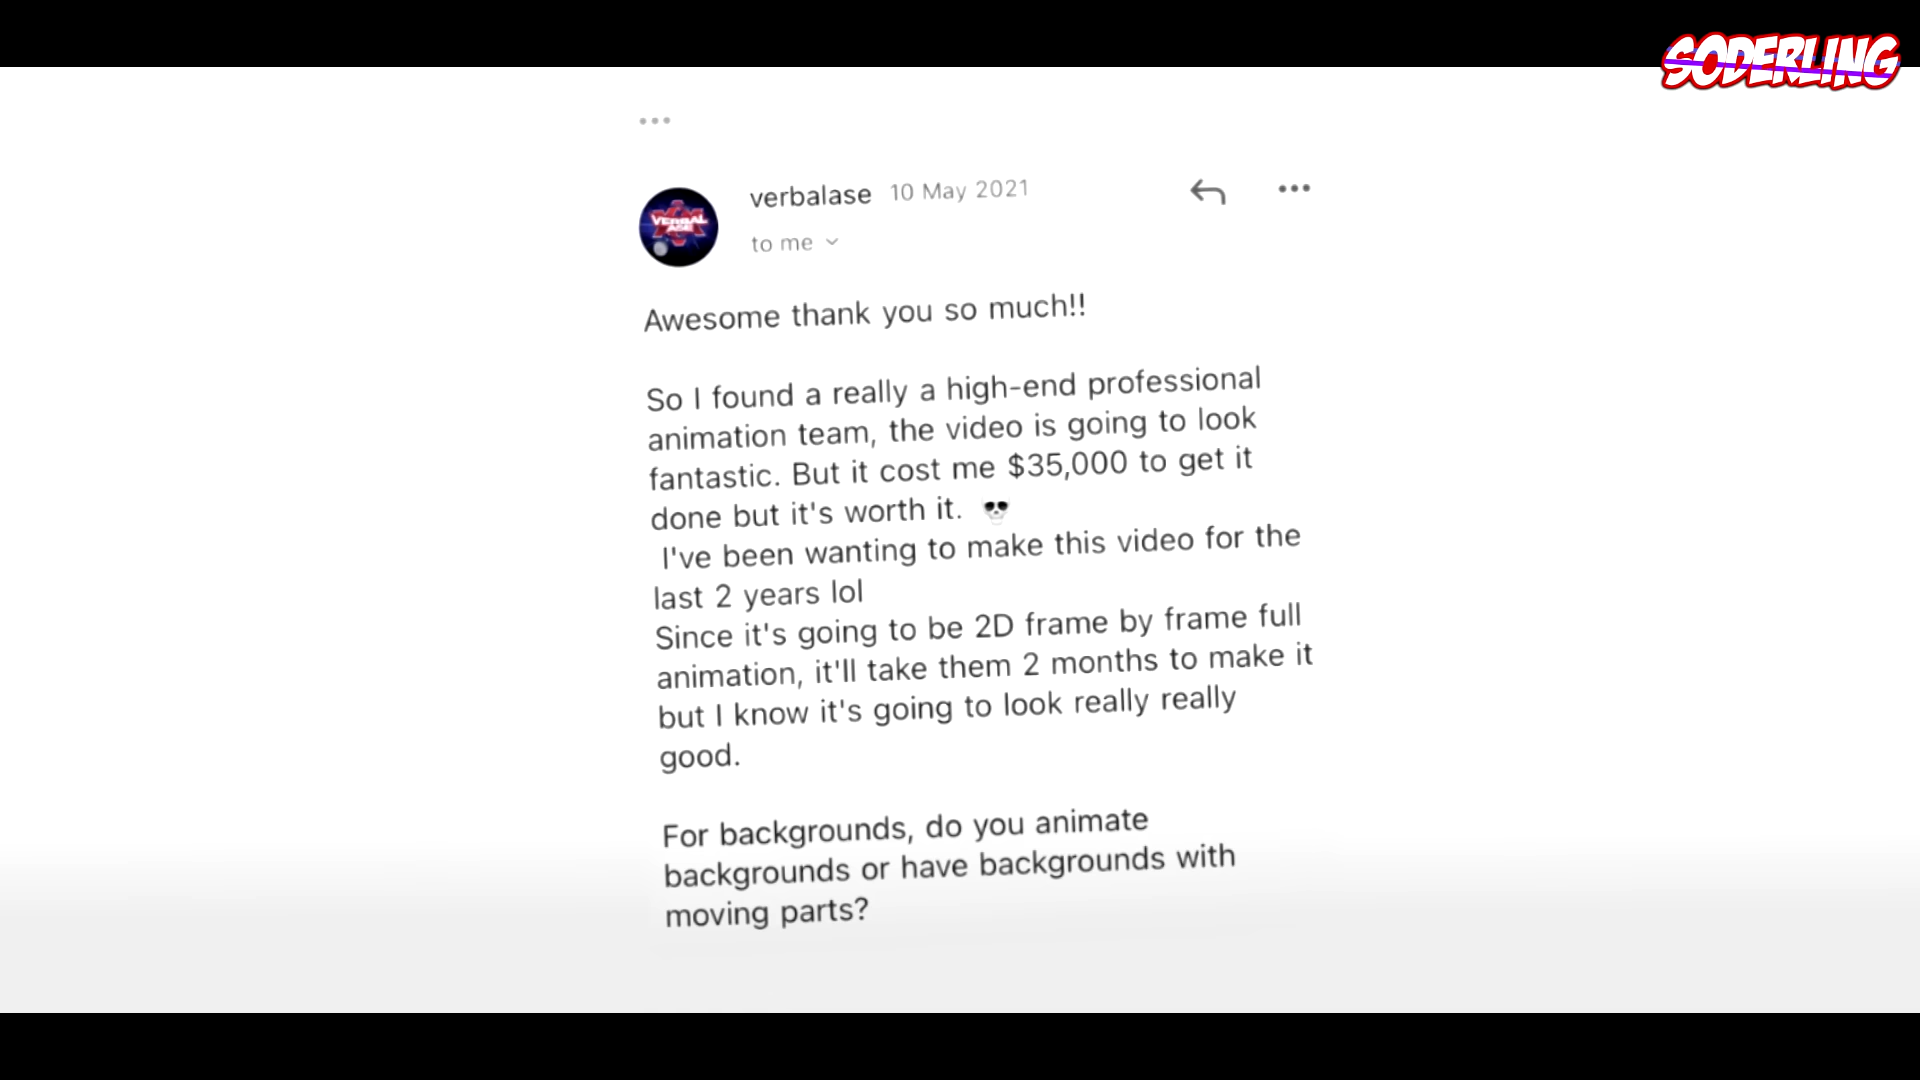 SODERLING
verbalase 10 May 2021
VERBAL
ASE
to me
Awesome thank you so much!!
So I found a really a high-end professional
animation team, the video is going to look
fantastic. But it cost me $35,000 to get it
done but it's worth it. 💀
I've been wanting to make this video for the
last 2 years lol
Since it's going to be 2D frame by frame full
animation, it'll take them 2 months to make it
but I know it's going to look really really
good.
For backgrounds, do you animate
backgrounds or have backgrounds with
moving parts?